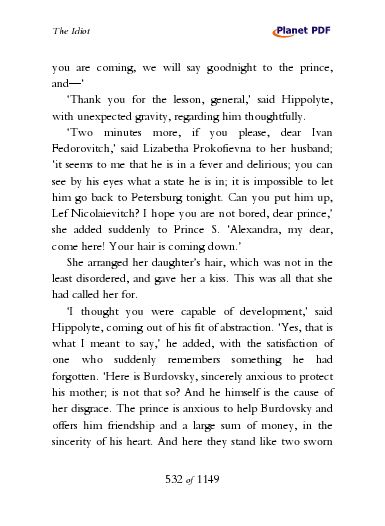 The Idiot
Planet PDF
you are coming, we will say goodnight to the prince,
and—'
'Thank you for the lesson, general,' said Hippolyte,
with unexpected gravity, regarding him thoughtfully.
'Two minutes more, if you please, dear Ivan
Fedorovitch,' said Lizabetha Prokofievna to her husband;
'it seems to me that he is in a fever and delirious; you can
see by his eyes what a state he is in; it is impossible to let
him go back to Petersburg tonight. Can you put him up,
Lef Nicolaievitch? I hope you are not bored, dear prince,'
she added suddenly to Prince S. 'Alexandra, my dear,
come here! Your hair is coming down.'
She arranged her daughter's hair, which was not in the
least disordered, and gave her a kiss. This was all that she
had called her for.
'I thought you were capable of development,' said
Hippolyte, coming out of his fit of abstraction. 'Yes, that is
what I meant to say,' he added, with the satisfaction of
one who suddenly remembers something he had
forgotten. 'Here is Burdovsky, sincerely anxious to protect
his mother; is not that so? And he himself is the cause of
her disgrace. The prince is anxious to help Burdovsky and
offers him friendship and a large sum of money, in the
sincerity of his heart. And here they stand like two sworn
532 of 1149